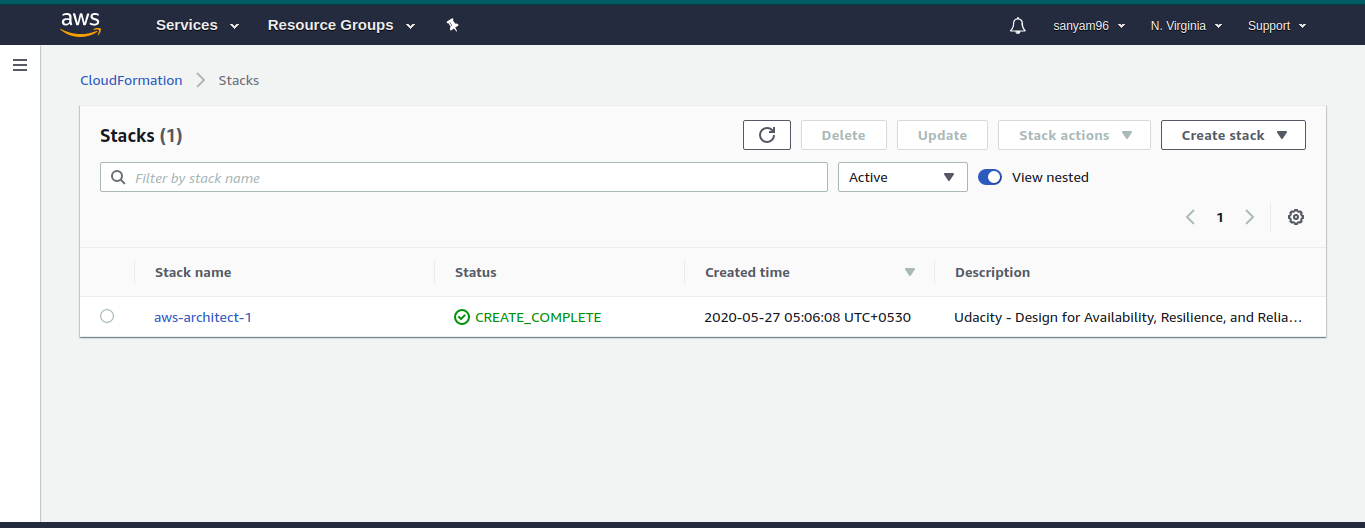 aws Services Resource Groups sanyam96 N. Virginia Support
CloudFormation Stacks
Stacks (1) Delete Update Stack actions Create stack
Filter by stack name Active View nested
1
Stack name Status Created time Description
aws-architect-1 CREATE_COMPLETE 2020-05-27 05:06:08 UTC+0530 Udacity - Design for Availability, Resilience, and Relia...